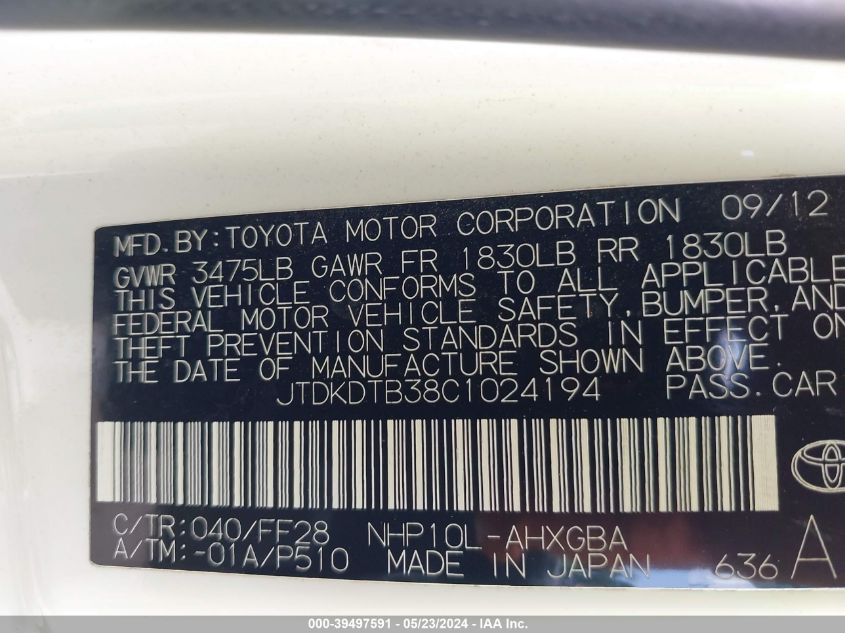 MFD. BY: TOYOTA MOTOR CORPORATION 09/12
GVWR 3475LB GAWR FR 1830LB RR 1830LB
THIS VEHICLE CONFORMS TO ALL APPLICABLE
FEDERAL MOTOR VEHICLE SAFETY, BUMPER, AND
THEFT PREVENTION STANDARDS IN EFFECT ON
THE DATE OF MANUFACTURE SHOWN ABOVE.
JTDKDTB38C1024194 PASS. CAR
C/TR: 040/FF28 NHP10L-AHXGBA
A/TM: -01A/P510 MADE IN JAPAN 636 A
000-39497591 - 05/23/2024 - IAAI, Inc.